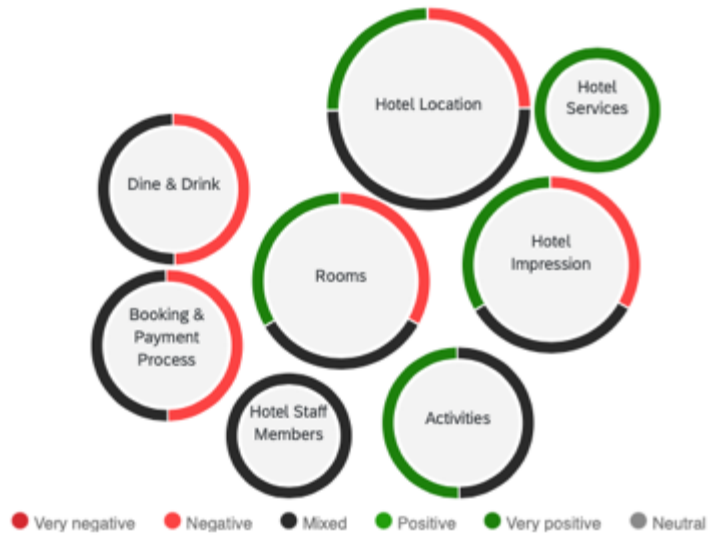 Hotel Location
Hotel
Services
Dine & Drink
Hotel
Impression
Rooms
Booking &
Payment
Process
Hotel Staff
Members
Activities
Very negative
Negative
Mixed
Positive
Very positive
Neutral